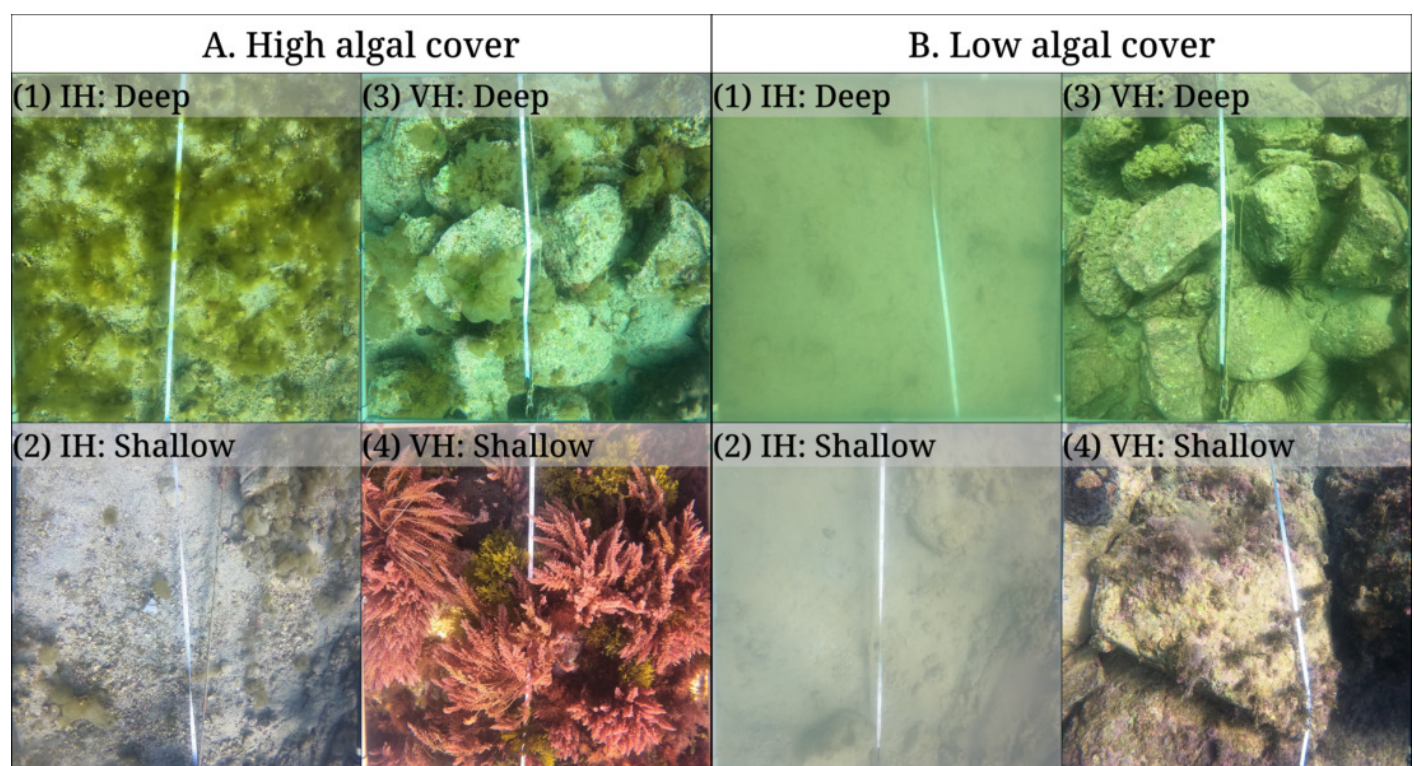 A. High algal cover
B. Low algal cover
(1) IH: Deep
(3) VH: Deep
(1) IH: Deep
(3) VH: Deep
(2) IH: Shallow
(4) VH: Shallow
(2) IH: Shallow
(4) VH: Shallow